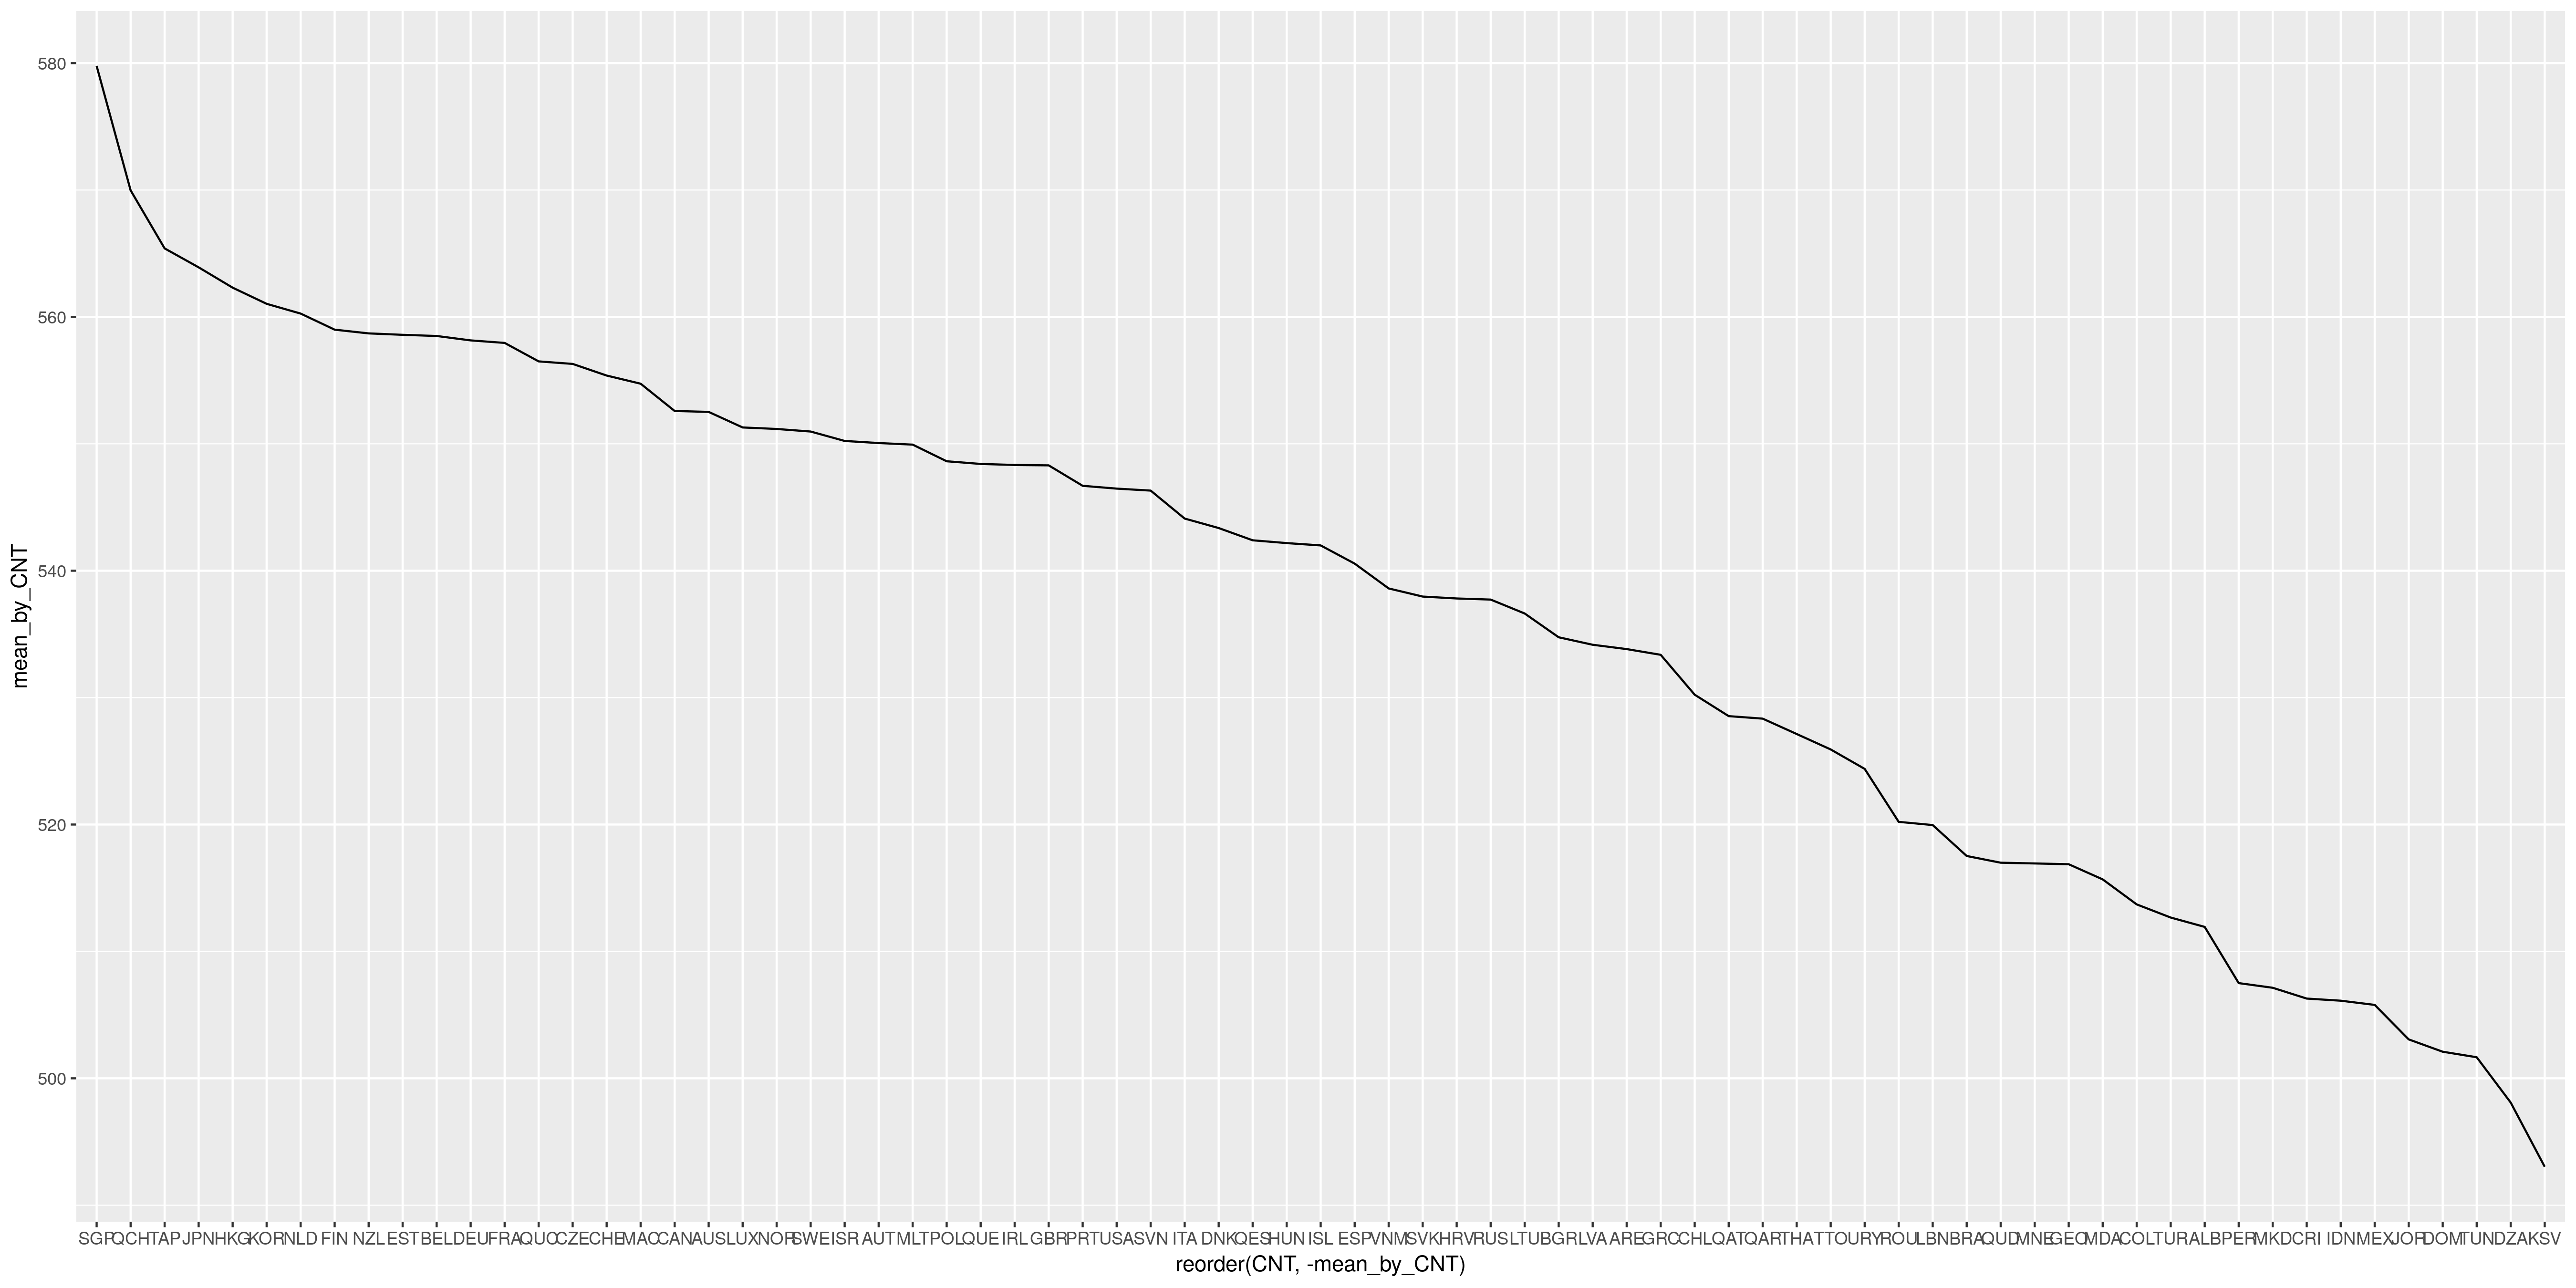 580
560
540
520
500
mean_by_CNT
SGP QCH TAP JPN HKG KOR NLD FIN NZL EST BEL DEU FRA QUC CZE CHE MAC CAN AUS LUX NOR SWE ISR AUT MLT POL QUE IRL GBR PRT USA SVN ITA DNK QES HUN ISL ESP VNM SVK HRV RUS LTU BGR LVA ARE GRC CHL QAT QAR THA TTO URY ROU LBN BRA QUD MNE GEO MDA COL TUR ALB PER MKD CRI IDN MEX JOR DOM TUN DZA KSV
reorder(CNT, -mean_by_CNT)